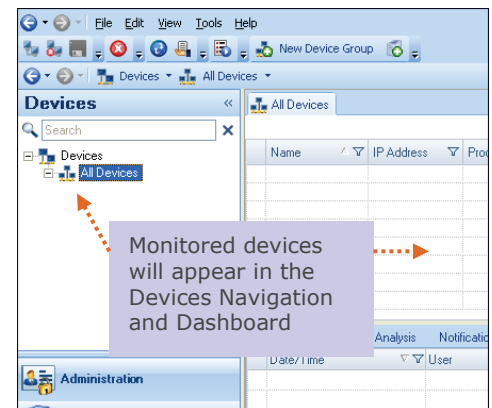 File Edit View Tools Help
New Device Group
Devices All Devices
Devices «
All Devices
Search
Name IP Address
Devices
All Devices
Monitored devices
will appear in the
Devices Navigation
and Dashboard
Analysis
Date/Time User
Administration